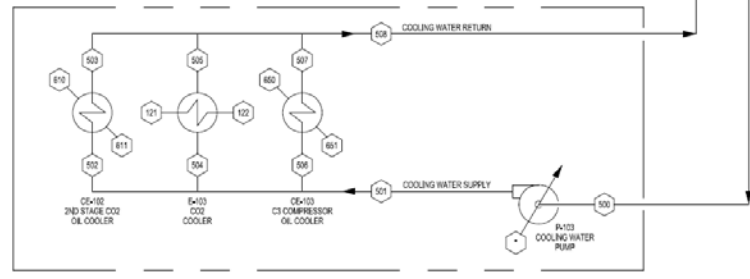 508
COOLING WATER RETURN
503
505
507
610
650
121
122
611
651
502
504
506
501
COOLING WATER SUPPLY
500
CE-102
2ND STAGE CO2
OIL COOLER
E-103
CO2
COOLER
CE-103
C3 COMPRESSOR
OIL COOLER
P-103
COOLING WATER
PUMP
*